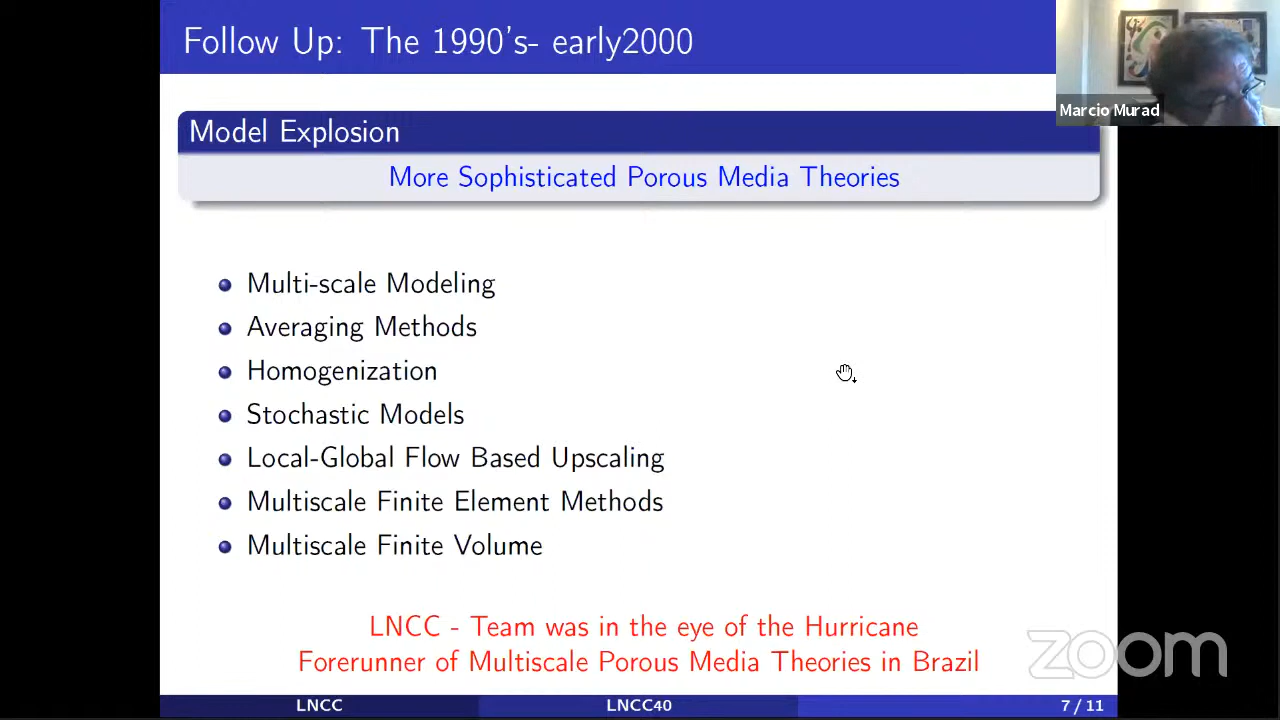 Follow Up: The 1990's- early2000
Marcio Murad
Model Explosion
More Sophisticated Porous Media Theories
Multi-scale Modeling
Averaging Methods
Homogenization
Stochastic Models
Local-Global Flow Based Upscaling
Multiscale Finite Element Methods
Multiscale Finite Volume
LNCC - Team was in the eye of the Hurricane
Forerunner of Multiscale Porous Media Theories in Brazil
zoom
LNCC LNCC40 7 / 11